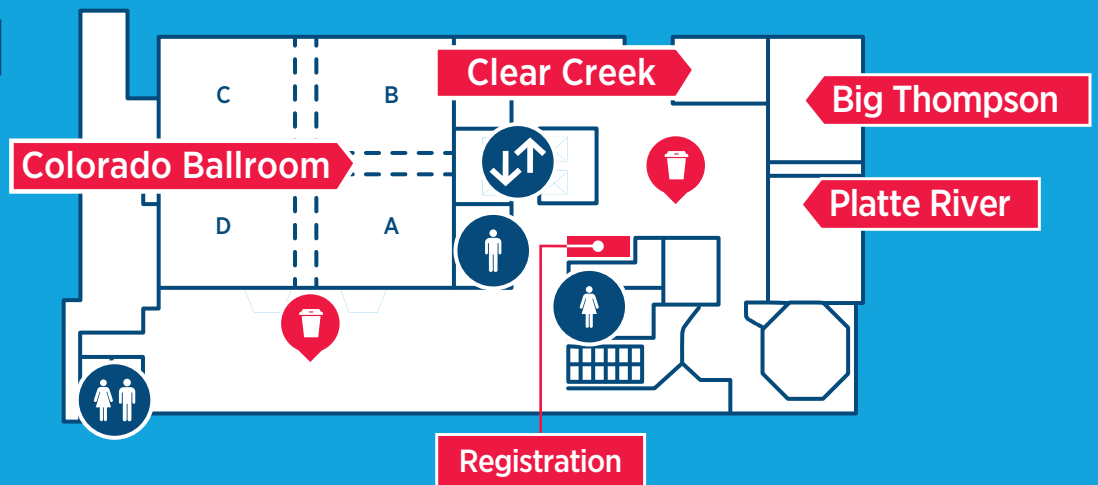 C
B
Clear Creek
Big Thompson
Colorado Ballroom
D
A
Platte River
Registration